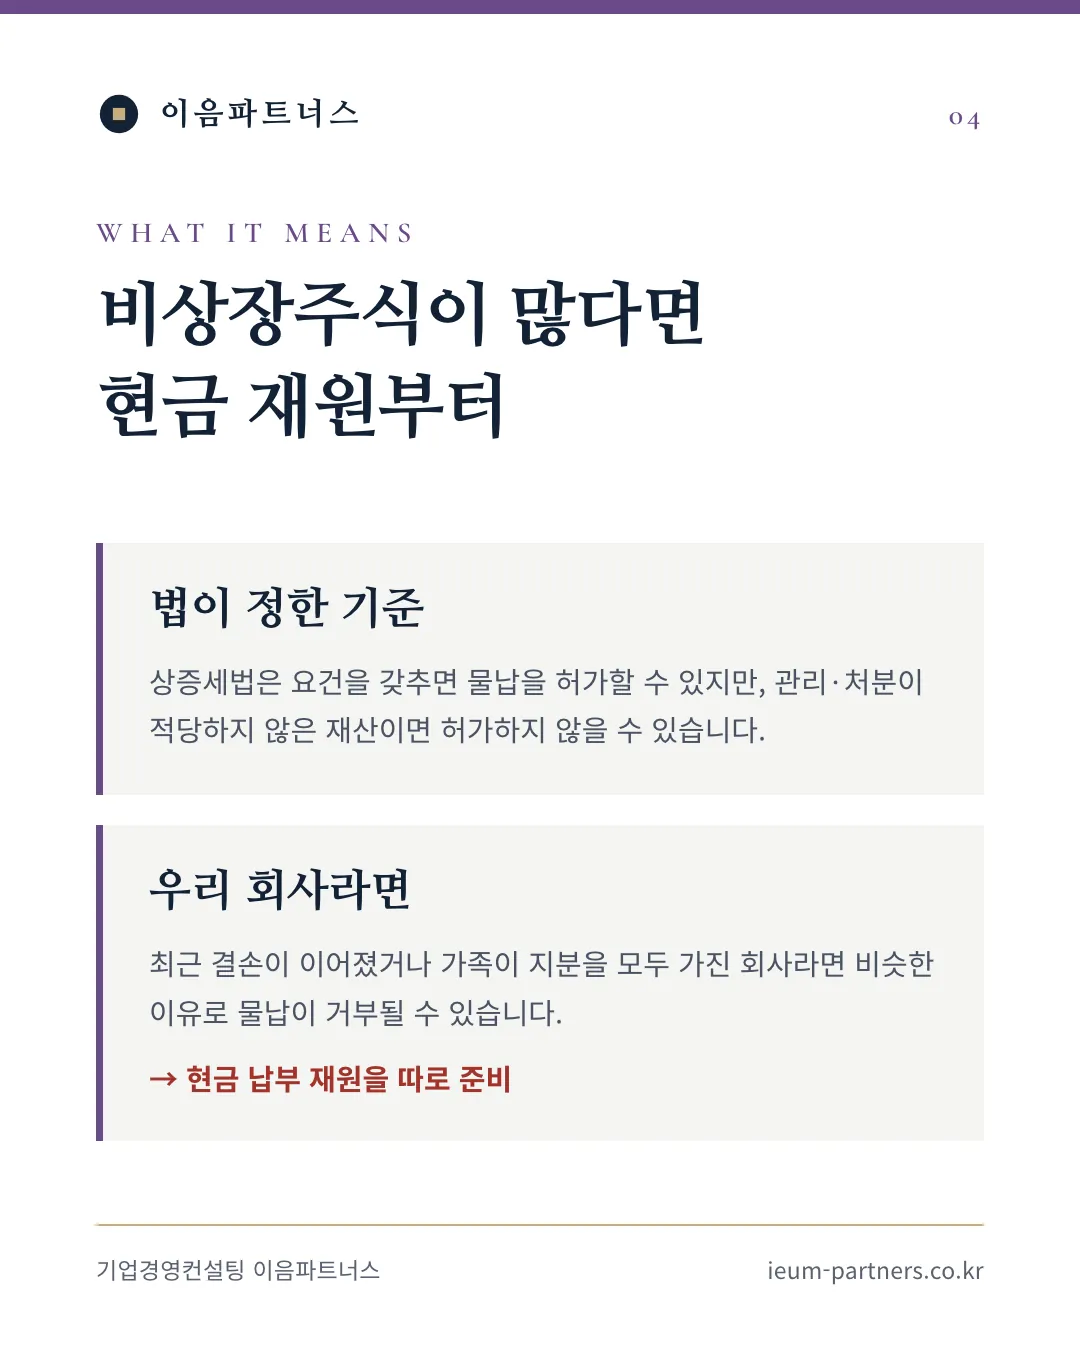 이음파트너스
04
WHAT IT MEANS
비상장주식이 많다면
현금 재원부터
법이 정한 기준
상증세법은 요건을 갖추면 물납을 허가할 수 있지만, 관리·처분이
적당하지 않은 재산이면 허가하지 않을 수 있습니다.
우리 회사라면
최근 결손이 이어졌거나 가족이 지분을 모두 가진 회사라면 비슷한
이유로 물납이 거부될 수 있습니다.
→ 현금 납부 재원을 따로 준비
기업경영컨설팅 이음파트너스
ieum-partners.co.kr